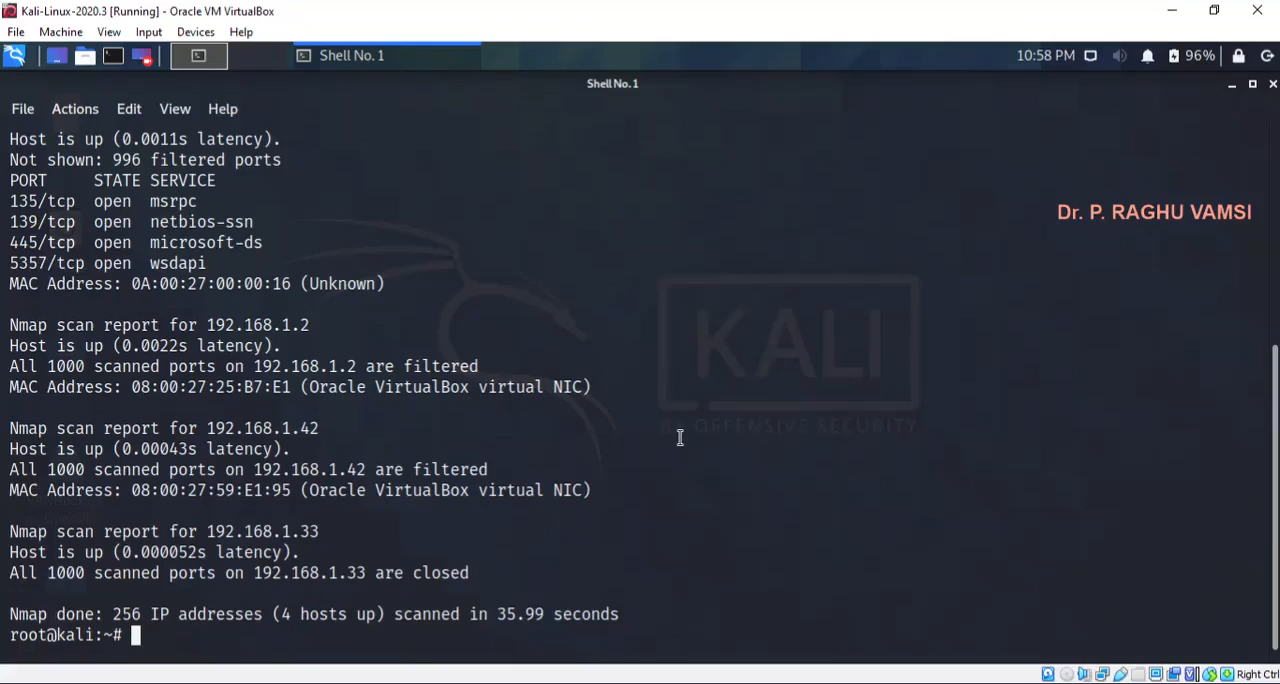 Kali-Linux-2020.3 [Running] - Oracle VM VirtualBox
File Machine View Input Devices Help
Shell No. 1
10:58 PM
96%
Shell No. 1
File Actions Edit View Help
Host is up (0.0011s latency).
Not shown: 996 filtered ports
PORT     STATE SERVICE
135/tcp  open  msrpc
139/tcp  open  netbios-ssn
445/tcp  open  microsoft-ds
5357/tcp open  wsdapi
MAC Address: 0A:00:27:00:00:16 (Unknown)
Dr. P. RAGHU VAMSI
Nmap scan report for 192.168.1.2
Host is up (0.0022s latency).
All 1000 scanned ports on 192.168.1.2 are filtered
MAC Address: 08:00:27:25:B7:E1 (Oracle VirtualBox virtual NIC)
KALI
BY OFFENSIVE SECURITY
Nmap scan report for 192.168.1.42
Host is up (0.00043s latency).
All 1000 scanned ports on 192.168.1.42 are filtered
MAC Address: 08:00:27:59:E1:95 (Oracle VirtualBox virtual NIC)
Nmap scan report for 192.168.1.33
Host is up (0.000052s latency).
All 1000 scanned ports on 192.168.1.33 are closed
Nmap done: 256 IP addresses (4 hosts up) scanned in 35.99 seconds
root@kali:~#
Right Ctrl